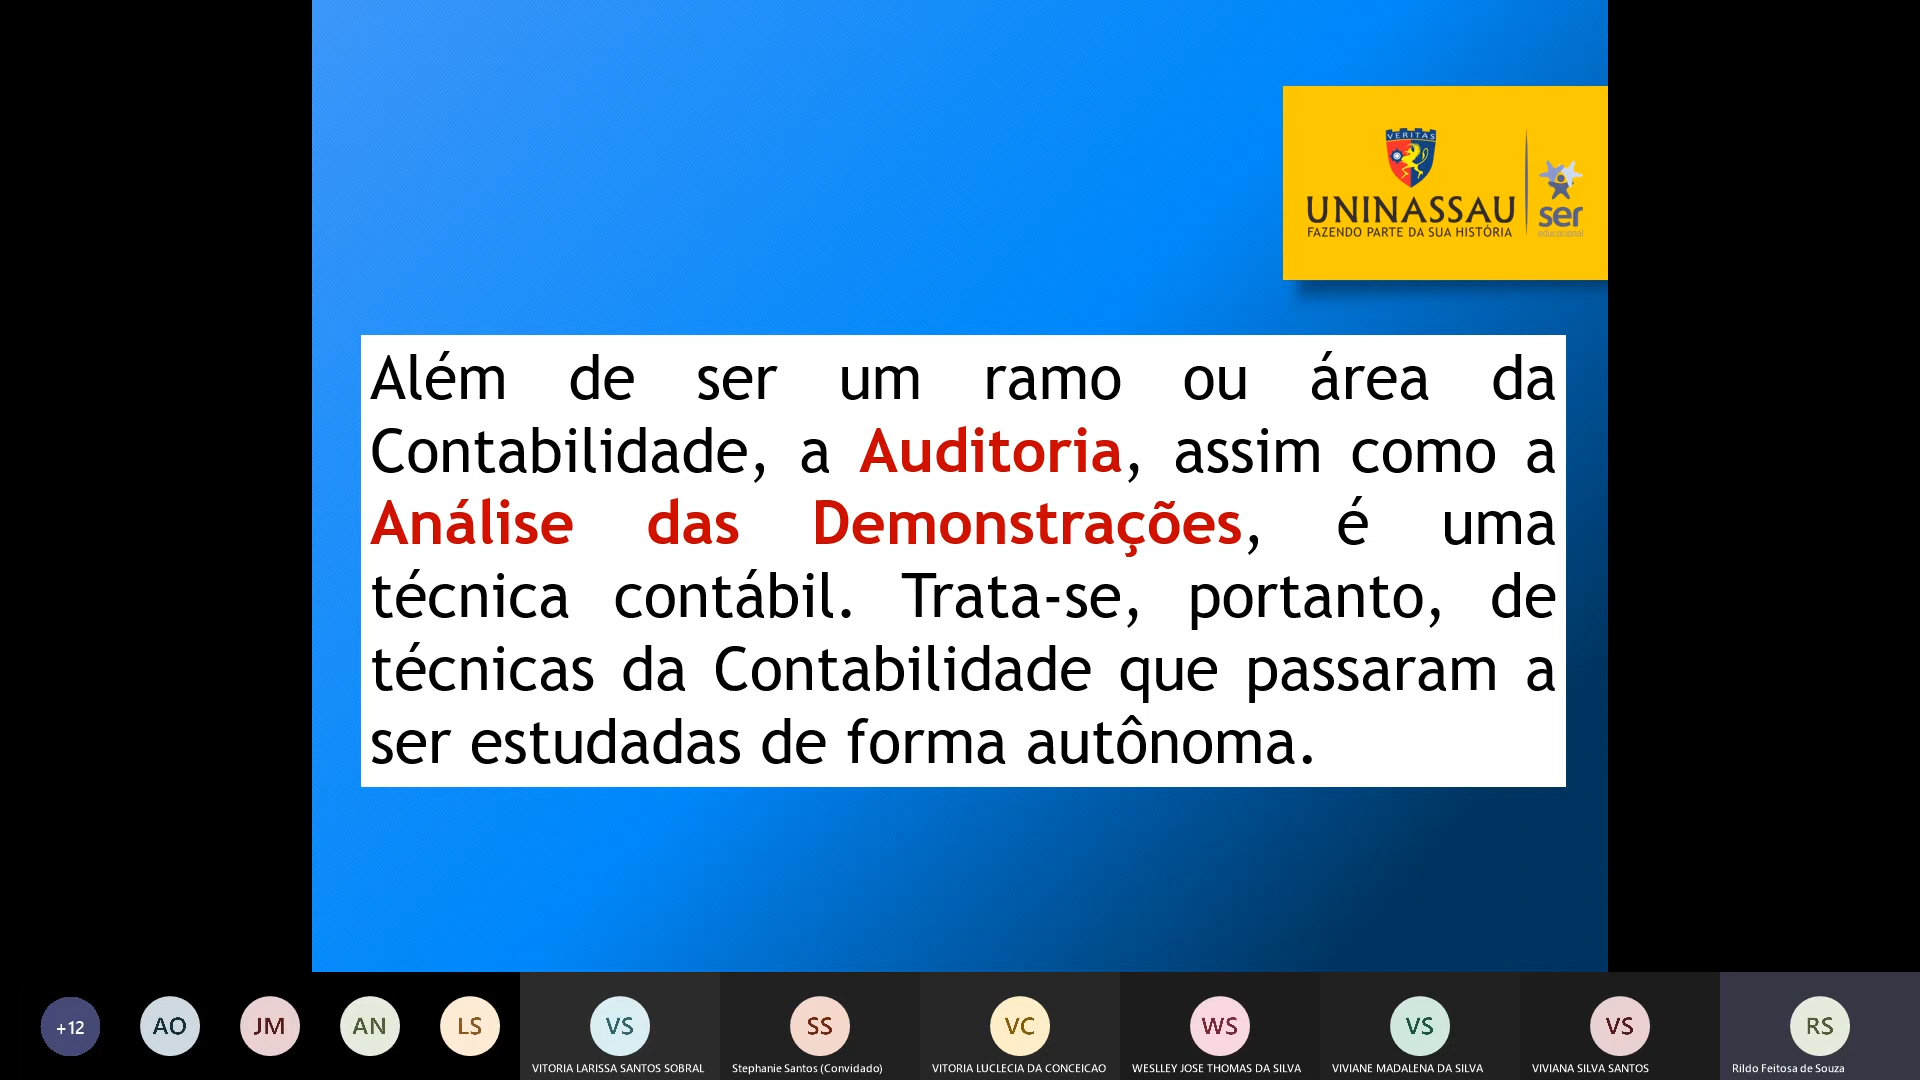 VERITAS
UNINASSAU
FAZENDO PARTE DA SUA HISTÓRIA
ser
educacional
Além de ser um ramo ou área da
Contabilidade, a Auditoria, assim como a
Análise das Demonstrações, é uma
técnica contábil. Trata-se, portanto, de
técnicas da Contabilidade que passaram a
ser estudadas de forma autônoma.
+12
AO
JM
AN
LS
VS
VITORIA LARISSA SANTOS SOBRAL
SS
Stephanie Santos (Convidado)
VC
VITORIA LUCLECIA DA CONCEICAO
WS
WESLLEY JOSE THOMAS DA SILVA
VS
VIVIANE MADALENA DA SILVA
VS
VIVIANA SILVA SANTOS
RS
Rildo Feitosa de Souza